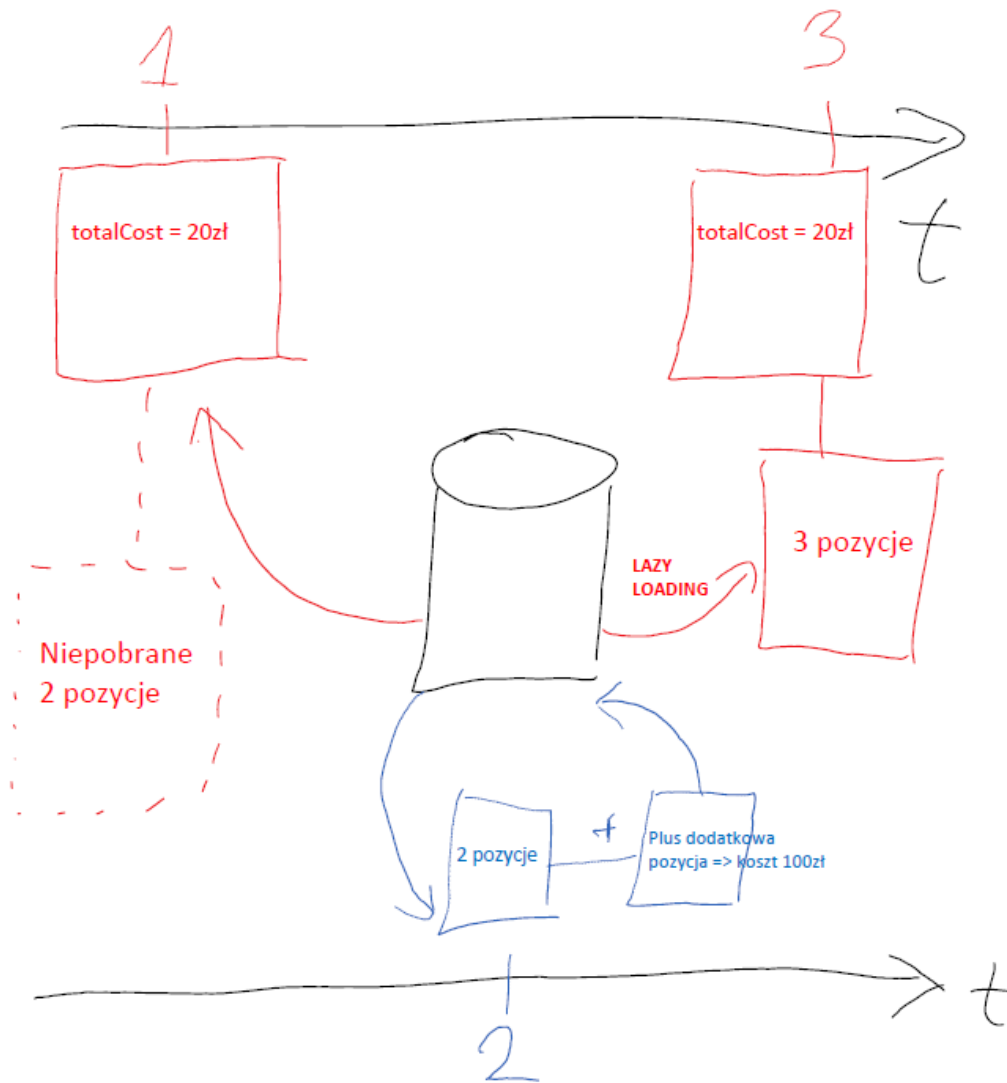 1
3
t
totalCost = 20zł
totalCost = 20zł
LAZY
LOADING
3 pozycje
Niepobrane
2 pozycje
2 pozycje
+
Plus dodatkowa
pozycja => koszt 100zł
t
2